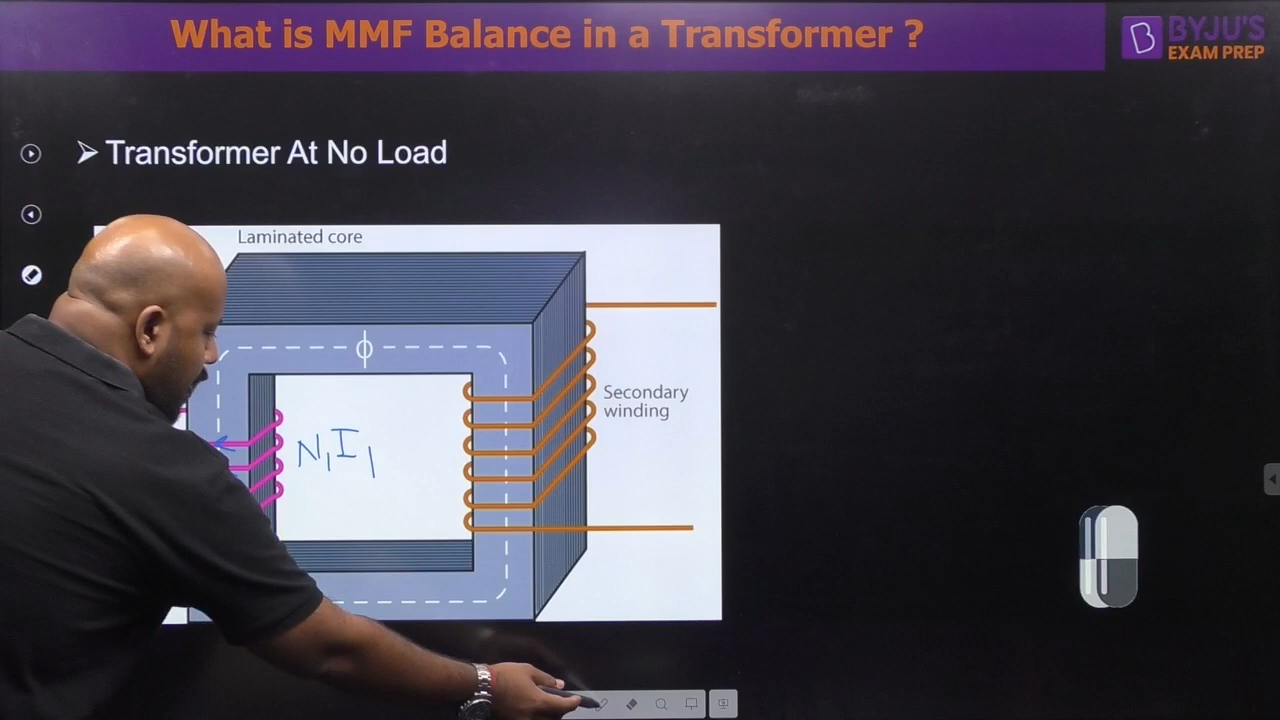 What is MMF Balance in a Transformer ?
BYJU'S
EXAM PREP
➢ Transformer At No Load
Laminated core
ϕ
Secondary
winding
N₁I₁